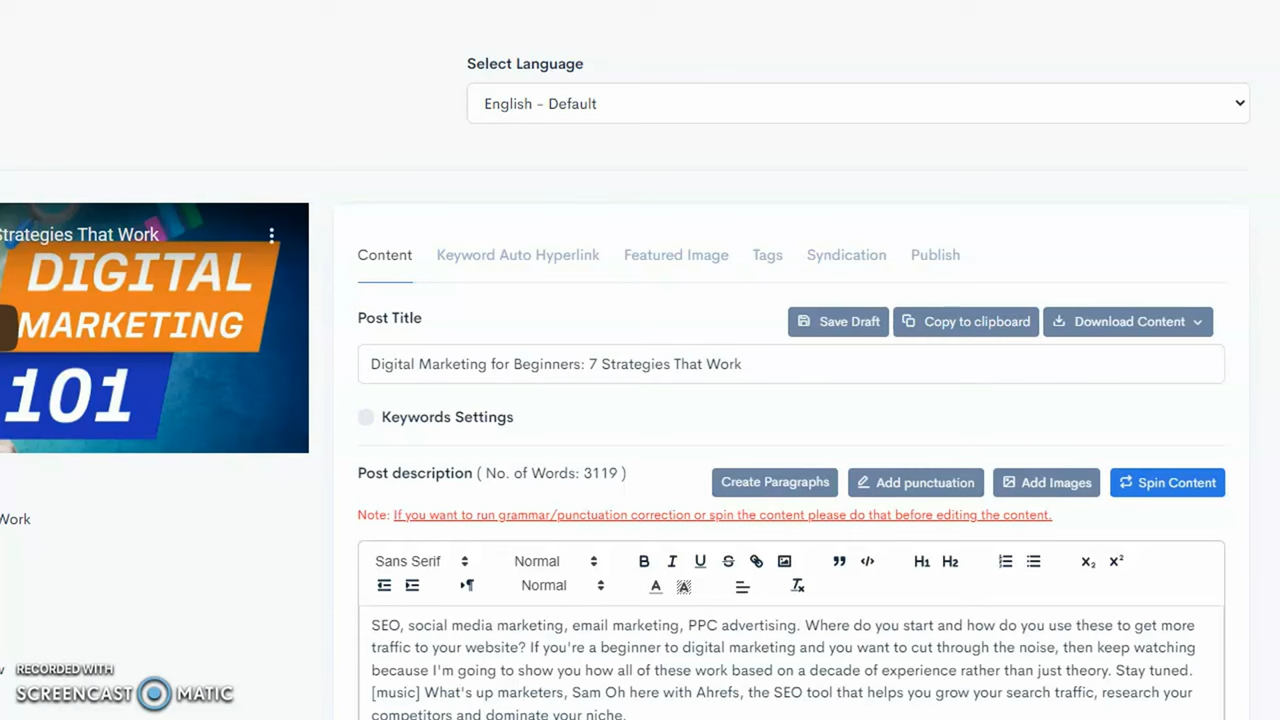 Select Language
English - Default
Strategies That Work
DIGITAL
MARKETING
101
Work
Content Keyword Auto Hyperlink Featured Image Tags Syndication Publish
Post Title
Save Draft Copy to clipboard Download Content
Digital Marketing for Beginners: 7 Strategies That Work
Keywords Settings
Post description ( No. of Words: 3119 )
Create Paragraphs Add punctuation Add Images Spin Content
Note: If you want to run grammar/punctuation correction or spin the content please do that before editing the content.
Sans Serif Normal B I U S H1 H2 x₂ x²
Normal A A Tx
SEO, social media marketing, email marketing, PPC advertising. Where do you start and how do you use these to get more
traffic to your website? If you're a beginner to digital marketing and you want to cut through the noise, then keep watching
because I'm going to show you how all of these work based on a decade of experience rather than just theory. Stay tuned.
[music] What's up marketers, Sam Oh here with Ahrefs, the SEO tool that helps you grow your search traffic, research your
competitors and dominate your niche.
RECORDED WITH
SCREENCAST MATIC